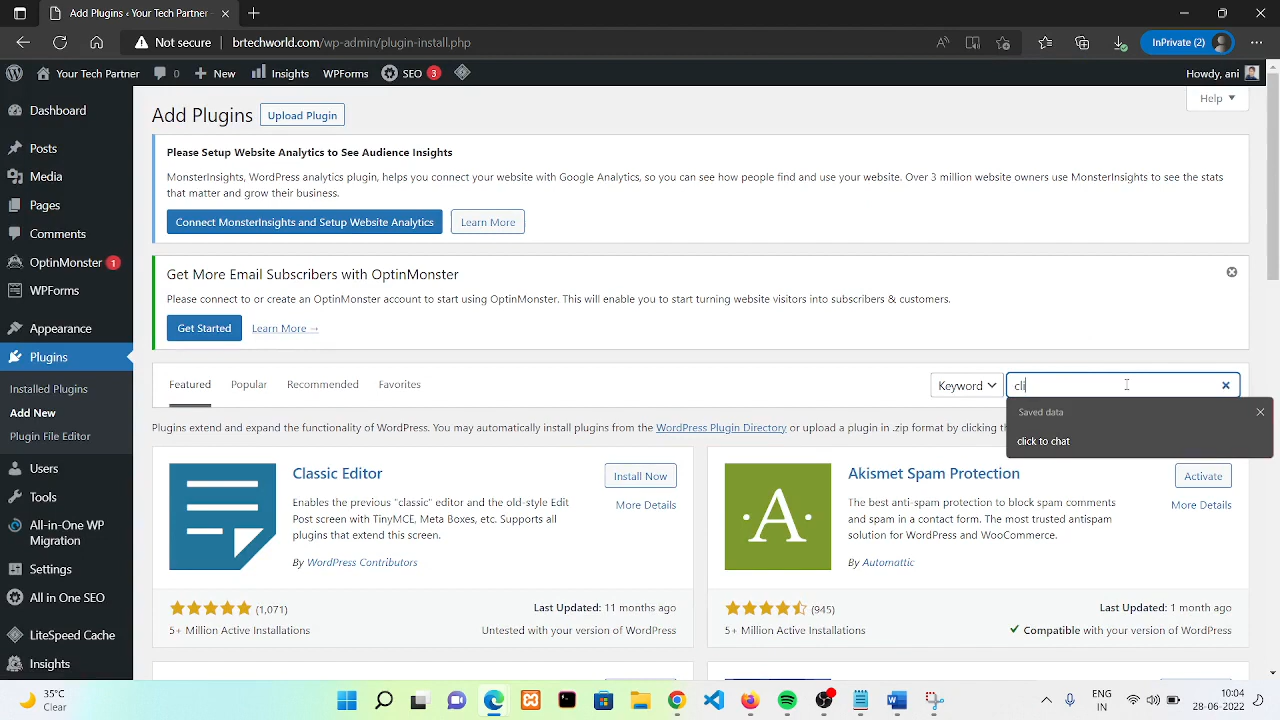 Add Plugins ‹ Your Tech Partner -
Not secure
brtechworld.com/wp-admin/plugin-install.php
InPrivate (2)
Your Tech Partner
0
New
Insights
WPForms
SEO
3
Howdy, ani
Dashboard
Posts
Media
Pages
Comments
OptinMonster 1
WPForms
Appearance
Plugins
Installed Plugins
Add New
Plugin File Editor
Users
Tools
All-in-One WP
Migration
Settings
All in One SEO
LiteSpeed Cache
Insights
Add Plugins
Upload Plugin
Help
Please Setup Website Analytics to See Audience Insights
MonsterInsights, WordPress analytics plugin, helps you connect your website with Google Analytics, so you can see how people find and use your website. Over 3 million website owners use MonsterInsights to see the stats
that matter and grow their business.
Connect MonsterInsights and Setup Website Analytics
Learn More
Get More Email Subscribers with OptinMonster
Please connect to or create an OptinMonster account to start using OptinMonster. This will enable you to start turning website visitors into subscribers & customers.
Get Started
Learn More →
Featured
Popular
Recommended
Favorites
Keyword
cli
Saved data
click to chat
Plugins extend and expand the functionality of WordPress. You may automatically install plugins from the WordPress Plugin Directory or upload a plugin in .zip format by clicking th
Classic Editor
Install Now
More Details
Enables the previous "classic" editor and the old-style Edit
Post screen with TinyMCE, Meta Boxes, etc. Supports all
plugins that extend this screen.
By WordPress Contributors
(1,071)
Last Updated: 11 months ago
5+ Million Active Installations
Untested with your version of WordPress
Akismet Spam Protection
Activate
More Details
The best anti-spam protection to block spam comments
and spam in a contact form. The most trusted antispam
solution for WordPress and WooCommerce.
By Automattic
(945)
Last Updated: 1 month ago
5+ Million Active Installations
Compatible with your version of WordPress
35°C
Clear
ENG
IN
10:04
28-06-2022